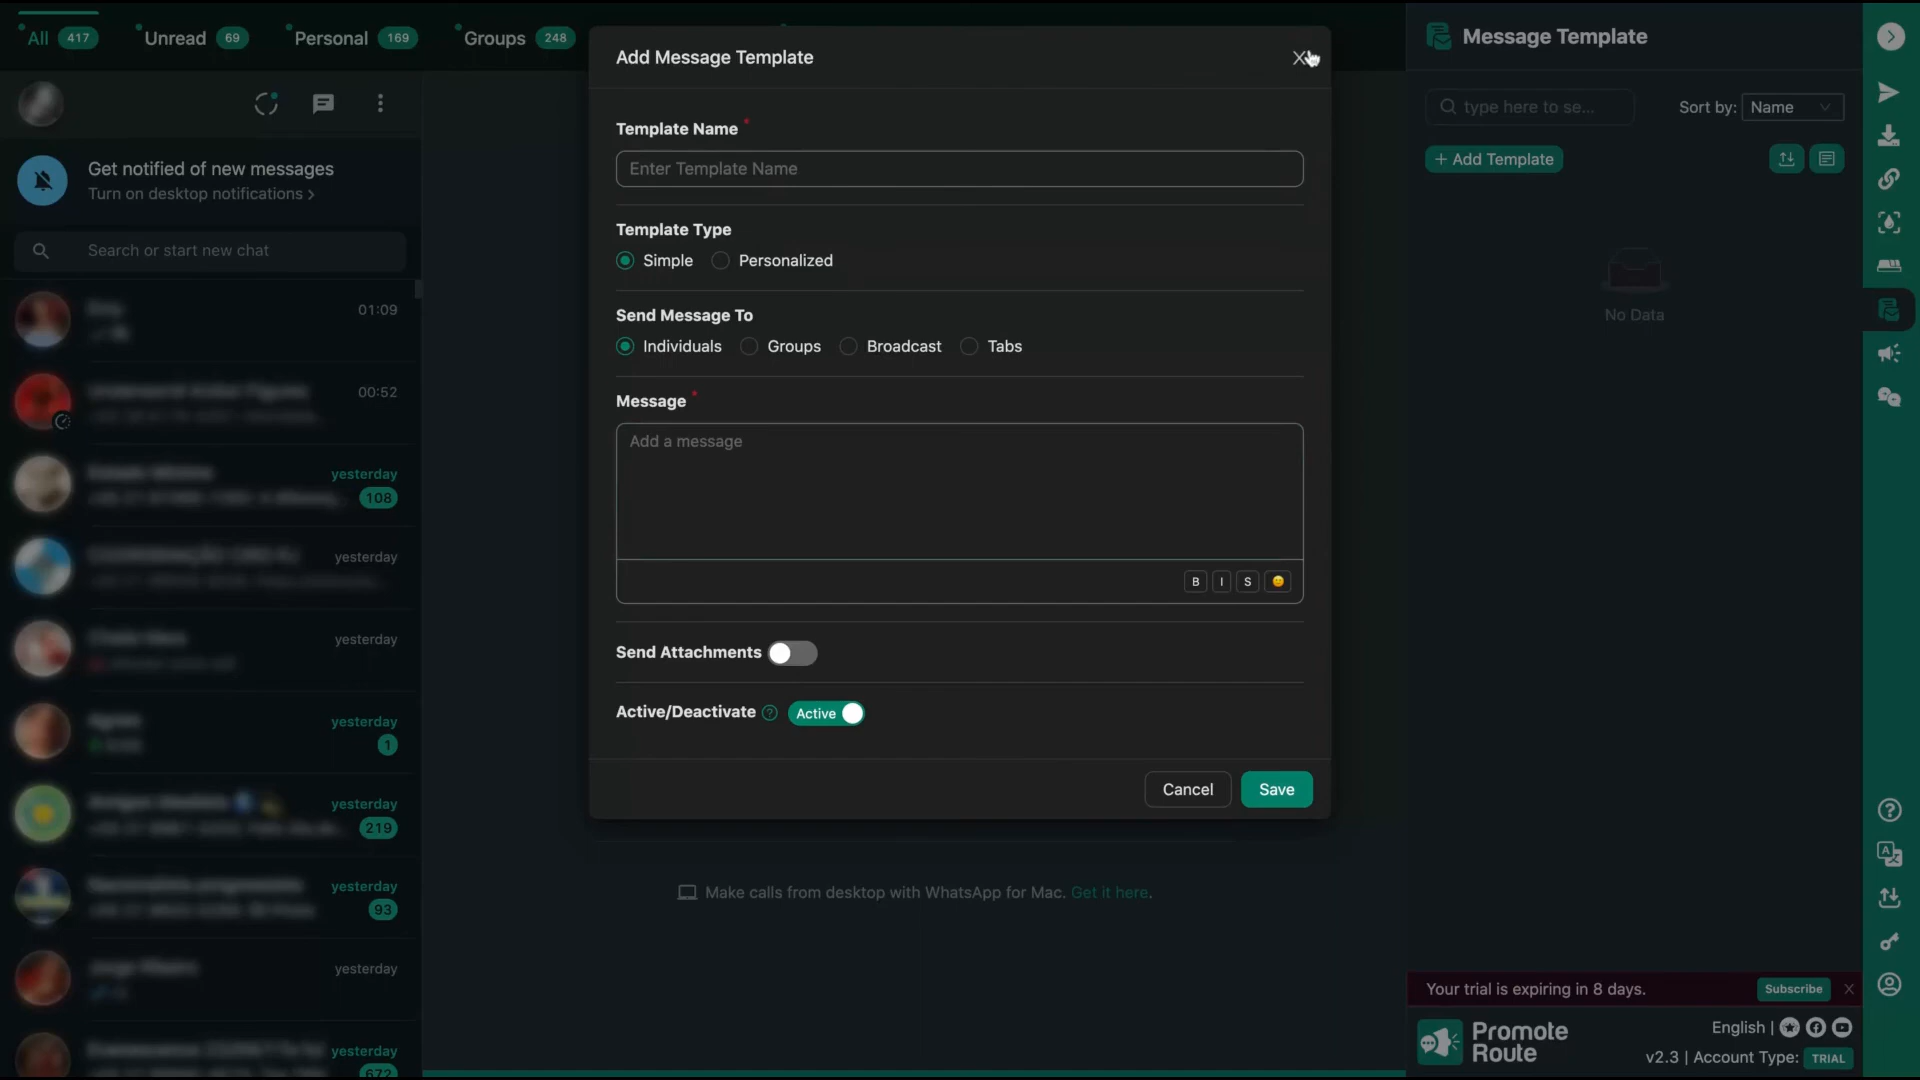 All 417 Unread 69 Personal 169 Groups 248
Get notified of new messages
Turn on desktop notifications >
Search or start new chat
01:09
00:52
yesterday
108
yesterday
yesterday
yesterday
1
yesterday
219
yesterday
93
yesterday
yesterday
672
Add Message Template
Template Name *
Enter Template Name
Template Type
Simple Personalized
Send Message To
Individuals Groups Broadcast Tabs
Message *
Add a message
B I S
Send Attachments
Active/Deactivate ? Active
Cancel Save
Make calls from desktop with WhatsApp for Mac. Get it here.
Message Template
type here to se...
Sort by: Name
+ Add Template
No Data
Your trial is expiring in 8 days. Subscribe
Promote
Route
English |
v2.3 | Account Type: TRIAL